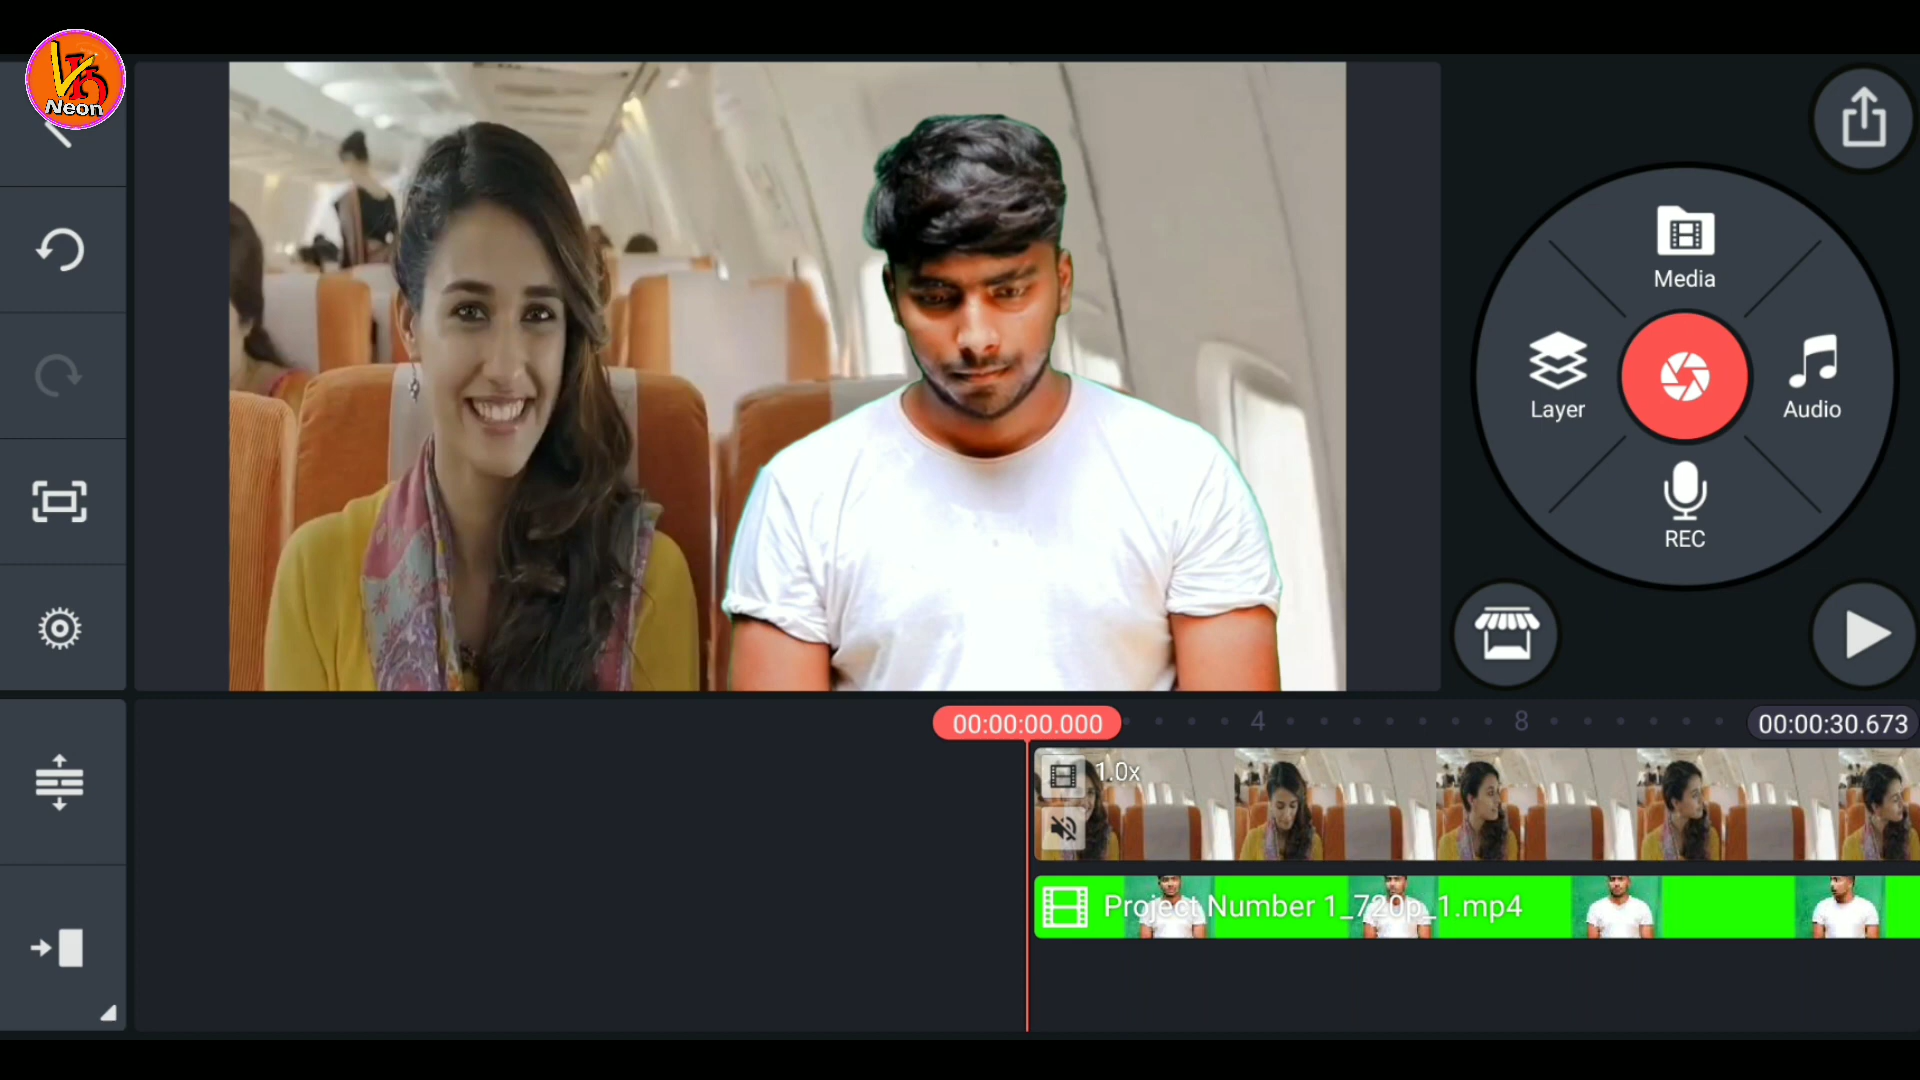 VK
Neon
Media
Layer
Audio
REC
00:00:00.000
4
8
00:00:30.673
1.0x
Project Number 1_720p_1.mp4